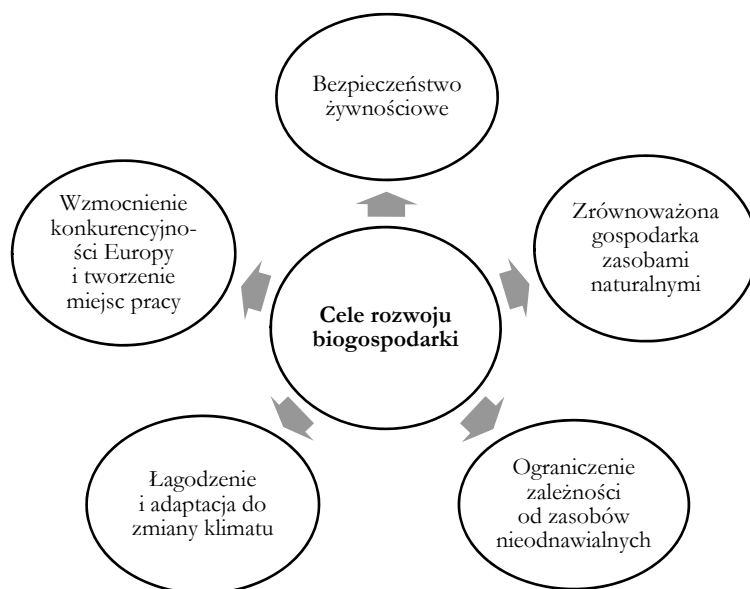 Bezpieczeństwo
żywnościowe
Wzmocnienie
konkurencyjno-
ści Europy
i tworzenie
miejsc pracy
Zrównoważona
gospodarka
zasobami
naturalnymi
Cele rozwoju
biogospodarki
Łagodzenie
i adaptacja do
zmiany klimatu
Ograniczenie
zależności
od zasobów
nieodnawialnych